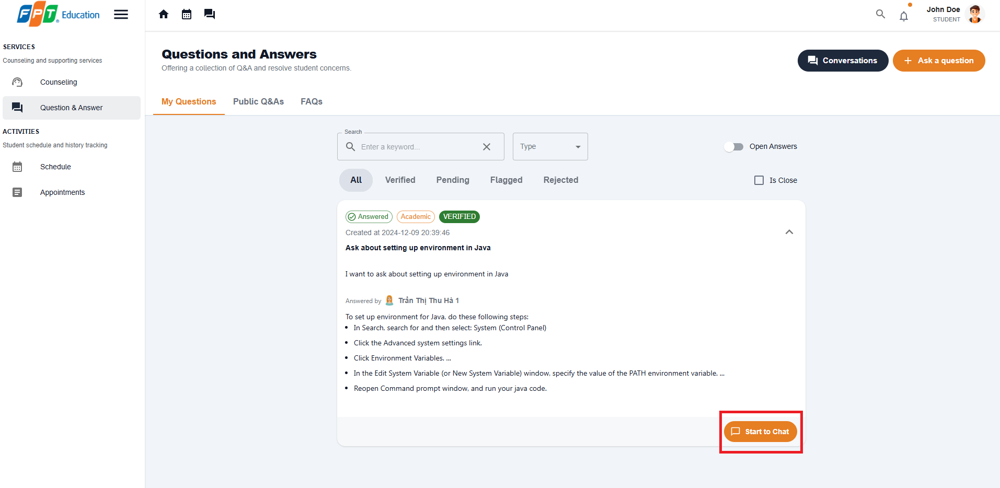 FPT Education
John Doe
STUDENT
SERVICES
Counseling and supporting services
Counseling
Question & Answer
ACTIVITIES
Student schedule and history tracking
Schedule
Appointments
Questions and Answers
Offering a collection of Q&A and resolve student concerns.
Conversations
Ask a question
My Questions Public Q&As FAQs
Search
Enter a keyword...
Type
Open Answers
All Verified Pending Flagged Rejected
Is Close
Answered Academic VERIFIED
Created at 2024-12-09 20:39:46
Ask about setting up environment in Java
I want to ask about setting up environment in Java
Answered by Trần Thị Thu Hà 1
To set up environment for Java, do these following steps:
• In Search, search for and then select: System (Control Panel)
• Click the Advanced system settings link.
• Click Environment Variables. ...
• In the Edit System Variable (or New System Variable) window, specify the value of the PATH environment variable. ...
• Reopen Command prompt window, and run your java code.
Start to Chat